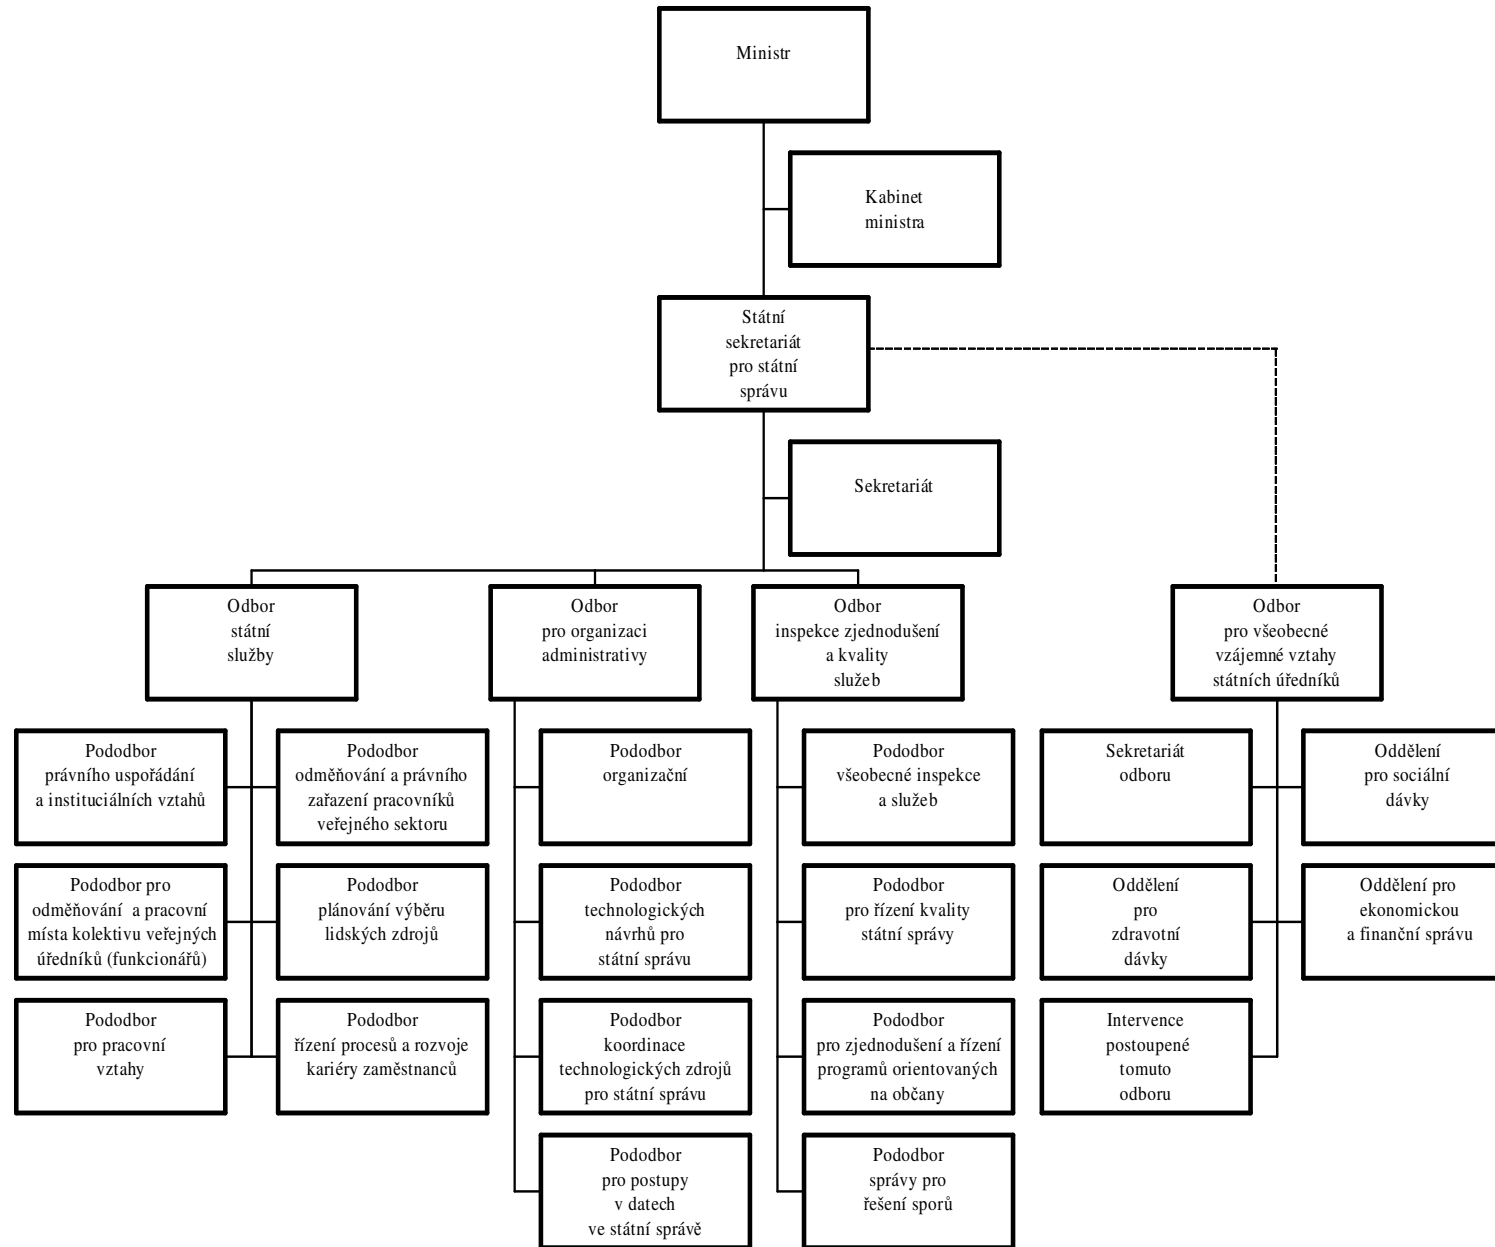 Ministr
Kabinet
ministra
Státní
sekretariát
pro státní
správu
Sekretariát
Odbor
státní
služby
Odbor
pro organizaci
administrativy
Odbor
inspekce zjednodušení
a kvality
služeb
Odbor
pro všeobecné
vzájemné vztahy
státních úředníků
Pododbor
právního uspořádání
a instituciálních vztahů
Pododbor
odměňování a právního
zařazení pracovníků
veřejného sektoru
Pododbor
organizační
Pododbor
všeobecné inspekce
a služeb
Sekretariát
odboru
Oddělení
pro sociální
dávky
Pododbor pro
odměňování  a pracovní
místa kolektivu veřejných
úředníků (funkcionářů)
Pododbor
plánování výběru
lidských zdrojů
Pododbor
technologických
návrhů pro
státní správu
Pododbor
pro řízení kvality
státní správy
Oddělení
pro
zdravotní
dávky
Oddělení pro
ekonomickou
a finanční správu
Pododbor
pro pracovní
vztahy
Pododbor
řízení procesů a rozvoje
kariéry zaměstnanců
Pododbor
koordinace
technologických zdrojů
pro státní správu
Pododbor
pro zjednodušení a řízení
programů orientovaných
na občany
Intervence
postoupené
tomuto
odboru
Pododbor
pro postupy
v datech
ve státní správě
Pododbor
správy pro
řešení sporů